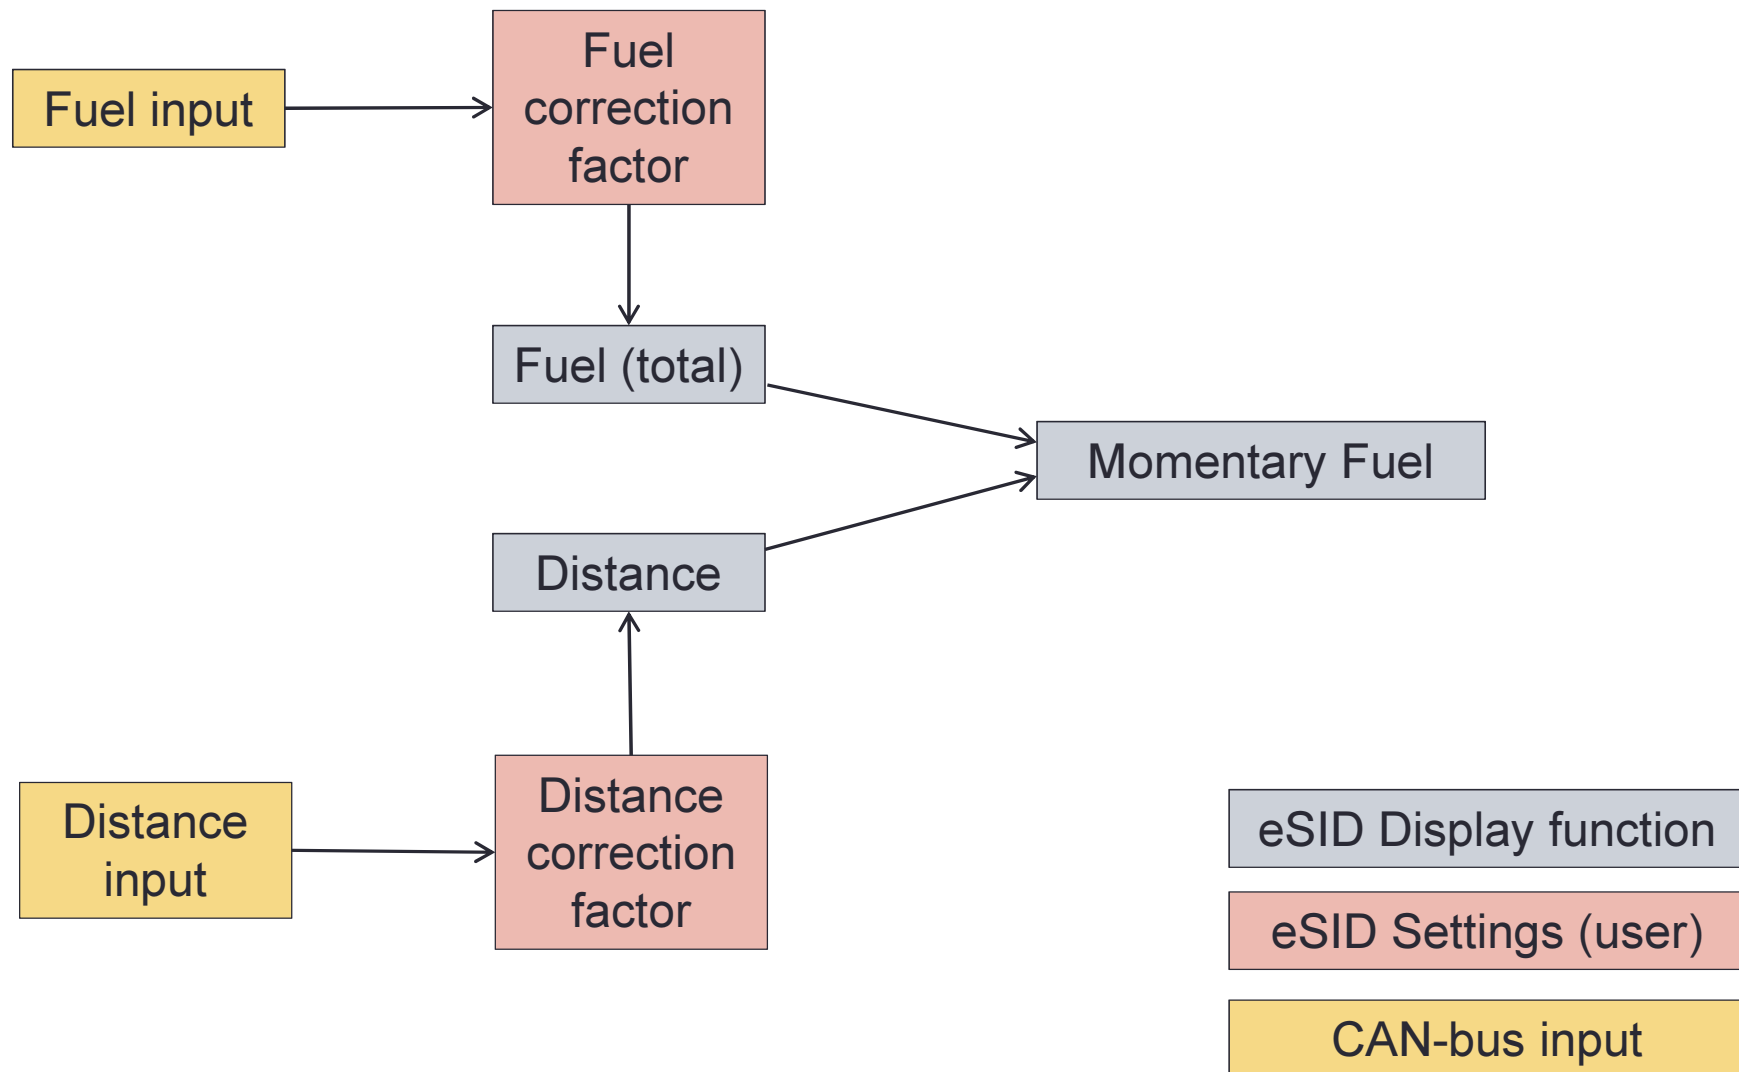 Fuel input
Fuel
correction
factor
Fuel (total)
Momentary Fuel
Distance
Distance
input
Distance
correction
factor
eSID Display function
eSID Settings (user)
CAN-bus input